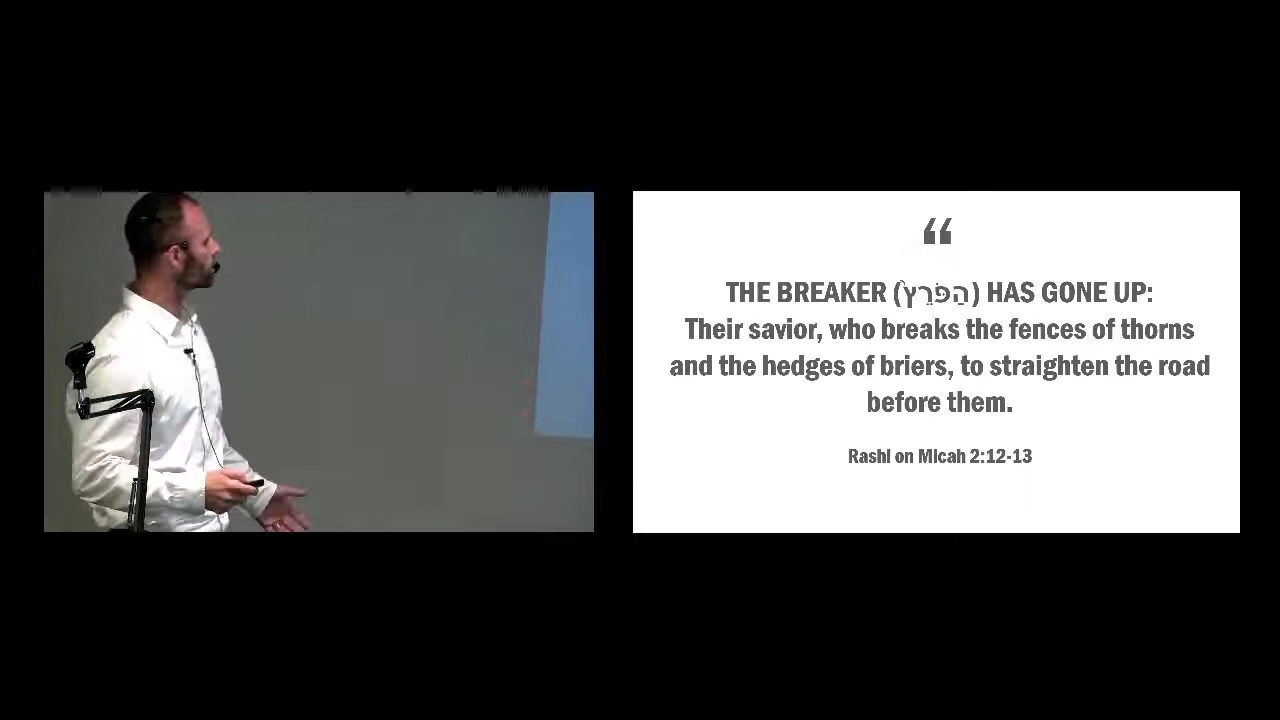 “
THE BREAKER (הַפֹּרֵץ֙) HAS GONE UP:
Their savior, who breaks the fences of thorns
and the hedges of briers, to straighten the road
before them.
Rashi on Micah 2:12-13